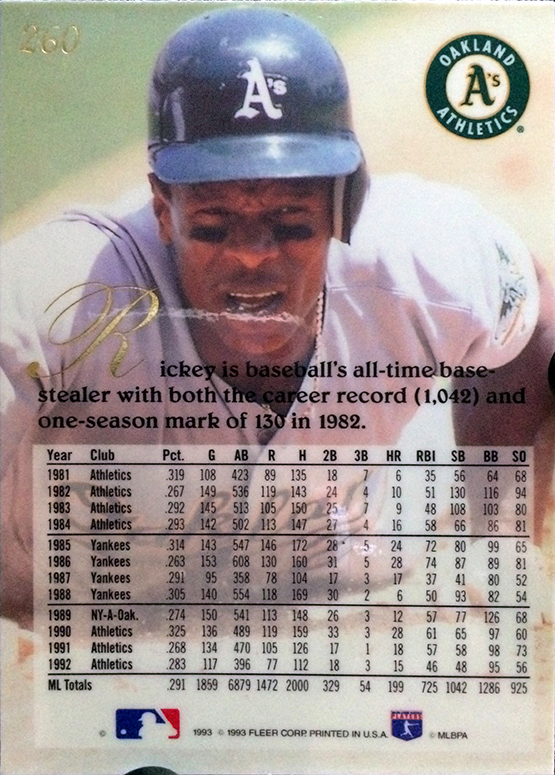 260
A's
OAKLAND
A's
ATHLETICS®
Rickey is baseball's all-time base-
stealer with both the career record (1,042) and
one-season mark of 130 in 1982.
Year Club Pct. G AB R H 2B 3B HR RBI SB BB SO
1981 Athletics .319 108 423 89 135 18 7 6 35 56 64 68
1982 Athletics .267 149 536 119 143 24 4 10 51 130 116 94
1983 Athletics .292 145 513 105 150 25 7 9 48 108 103 80
1984 Athletics .293 142 502 113 147 27 4 16 58 66 86 81
1985 Yankees .314 143 547 146 172 28 5 24 72 80 99 65
1986 Yankees .263 153 608 130 160 31 5 28 74 87 89 81
1987 Yankees .291 95 358 78 104 17 3 17 37 41 80 52
1988 Yankees .305 140 554 118 169 30 2 6 50 93 82 54
1989 NY-A-Oak. .274 150 541 113 148 26 3 12 57 77 126 68
1990 Athletics .325 136 489 119 159 33 3 28 61 65 97 60
1991 Athletics .268 134 470 105 126 17 1 18 57 58 98 73
1992 Athletics .283 117 396 77 112 18 3 15 46 48 95 56
ML Totals .291 1859 6879 1472 2000 329 54 199 725 1042 1286 925
© 1993 © 1993 FLEER CORP. PRINTED IN U.S.A. PLAYERS © MLBPA